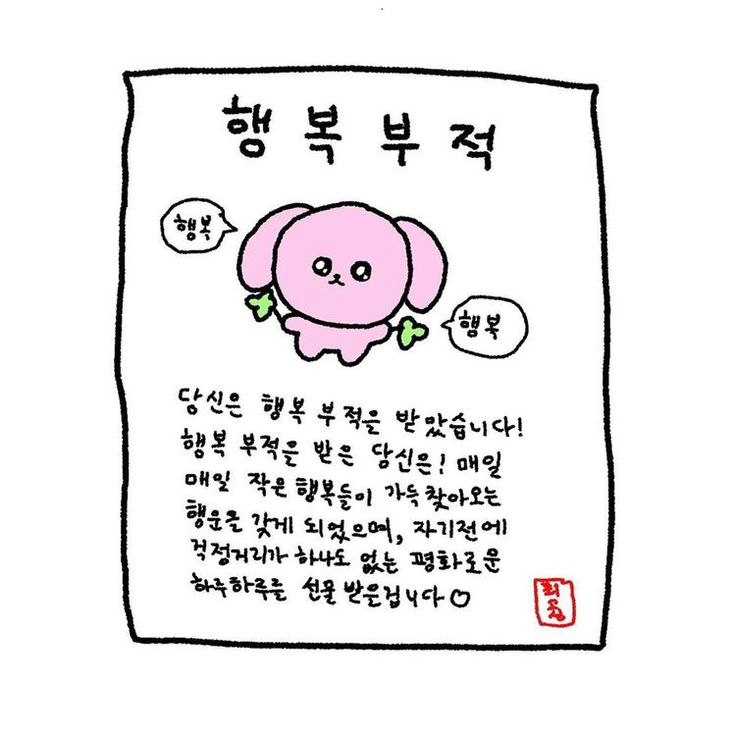 행복부적
행복
행복
당신은 행복 부적을 받았습니다!
행복 부적을 받은 당신은! 매일
매일 작은 행복들이 가득 찾아오는
행운을 갖게 되었으며, 자기전에
걱정거리가 하나도 없는 평화로운
하루하루를 선물 받은겁니다♡